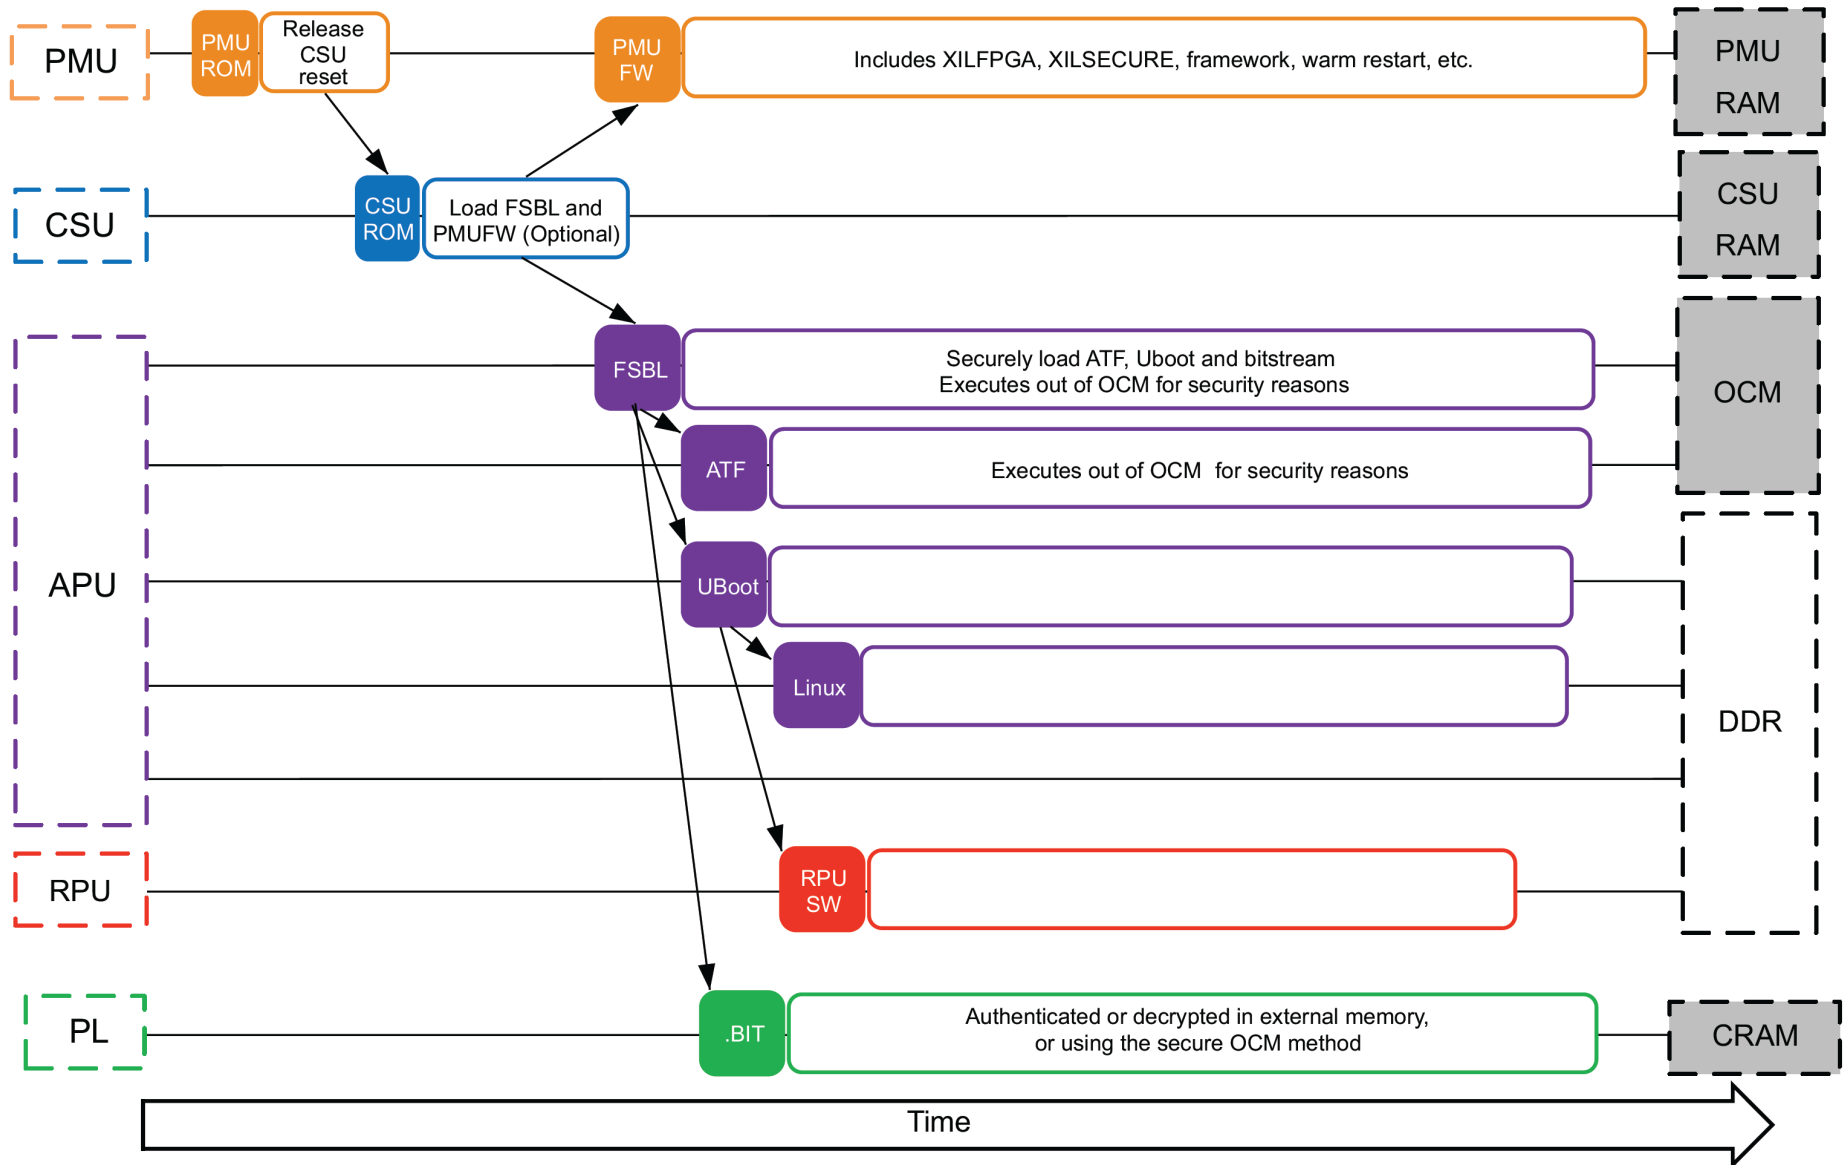 PMU
PMU
ROM
Release
CSU
reset
PMU
FW
Includes XILFPGA, XILSECURE, framework, warm restart, etc.
PMU
RAM
CSU
CSU
ROM
Load FSBL and
PMUFW (Optional)
CSU
RAM
APU
FSBL
Securely load ATF, Uboot and bitstream
Executes out of OCM for security reasons
OCM
ATF
Executes out of OCM for security reasons
UBoot
Linux
DDR
RPU
RPU
SW
PL
.BIT
Authenticated or decrypted in external memory,
or using the secure OCM method
CRAM
Time